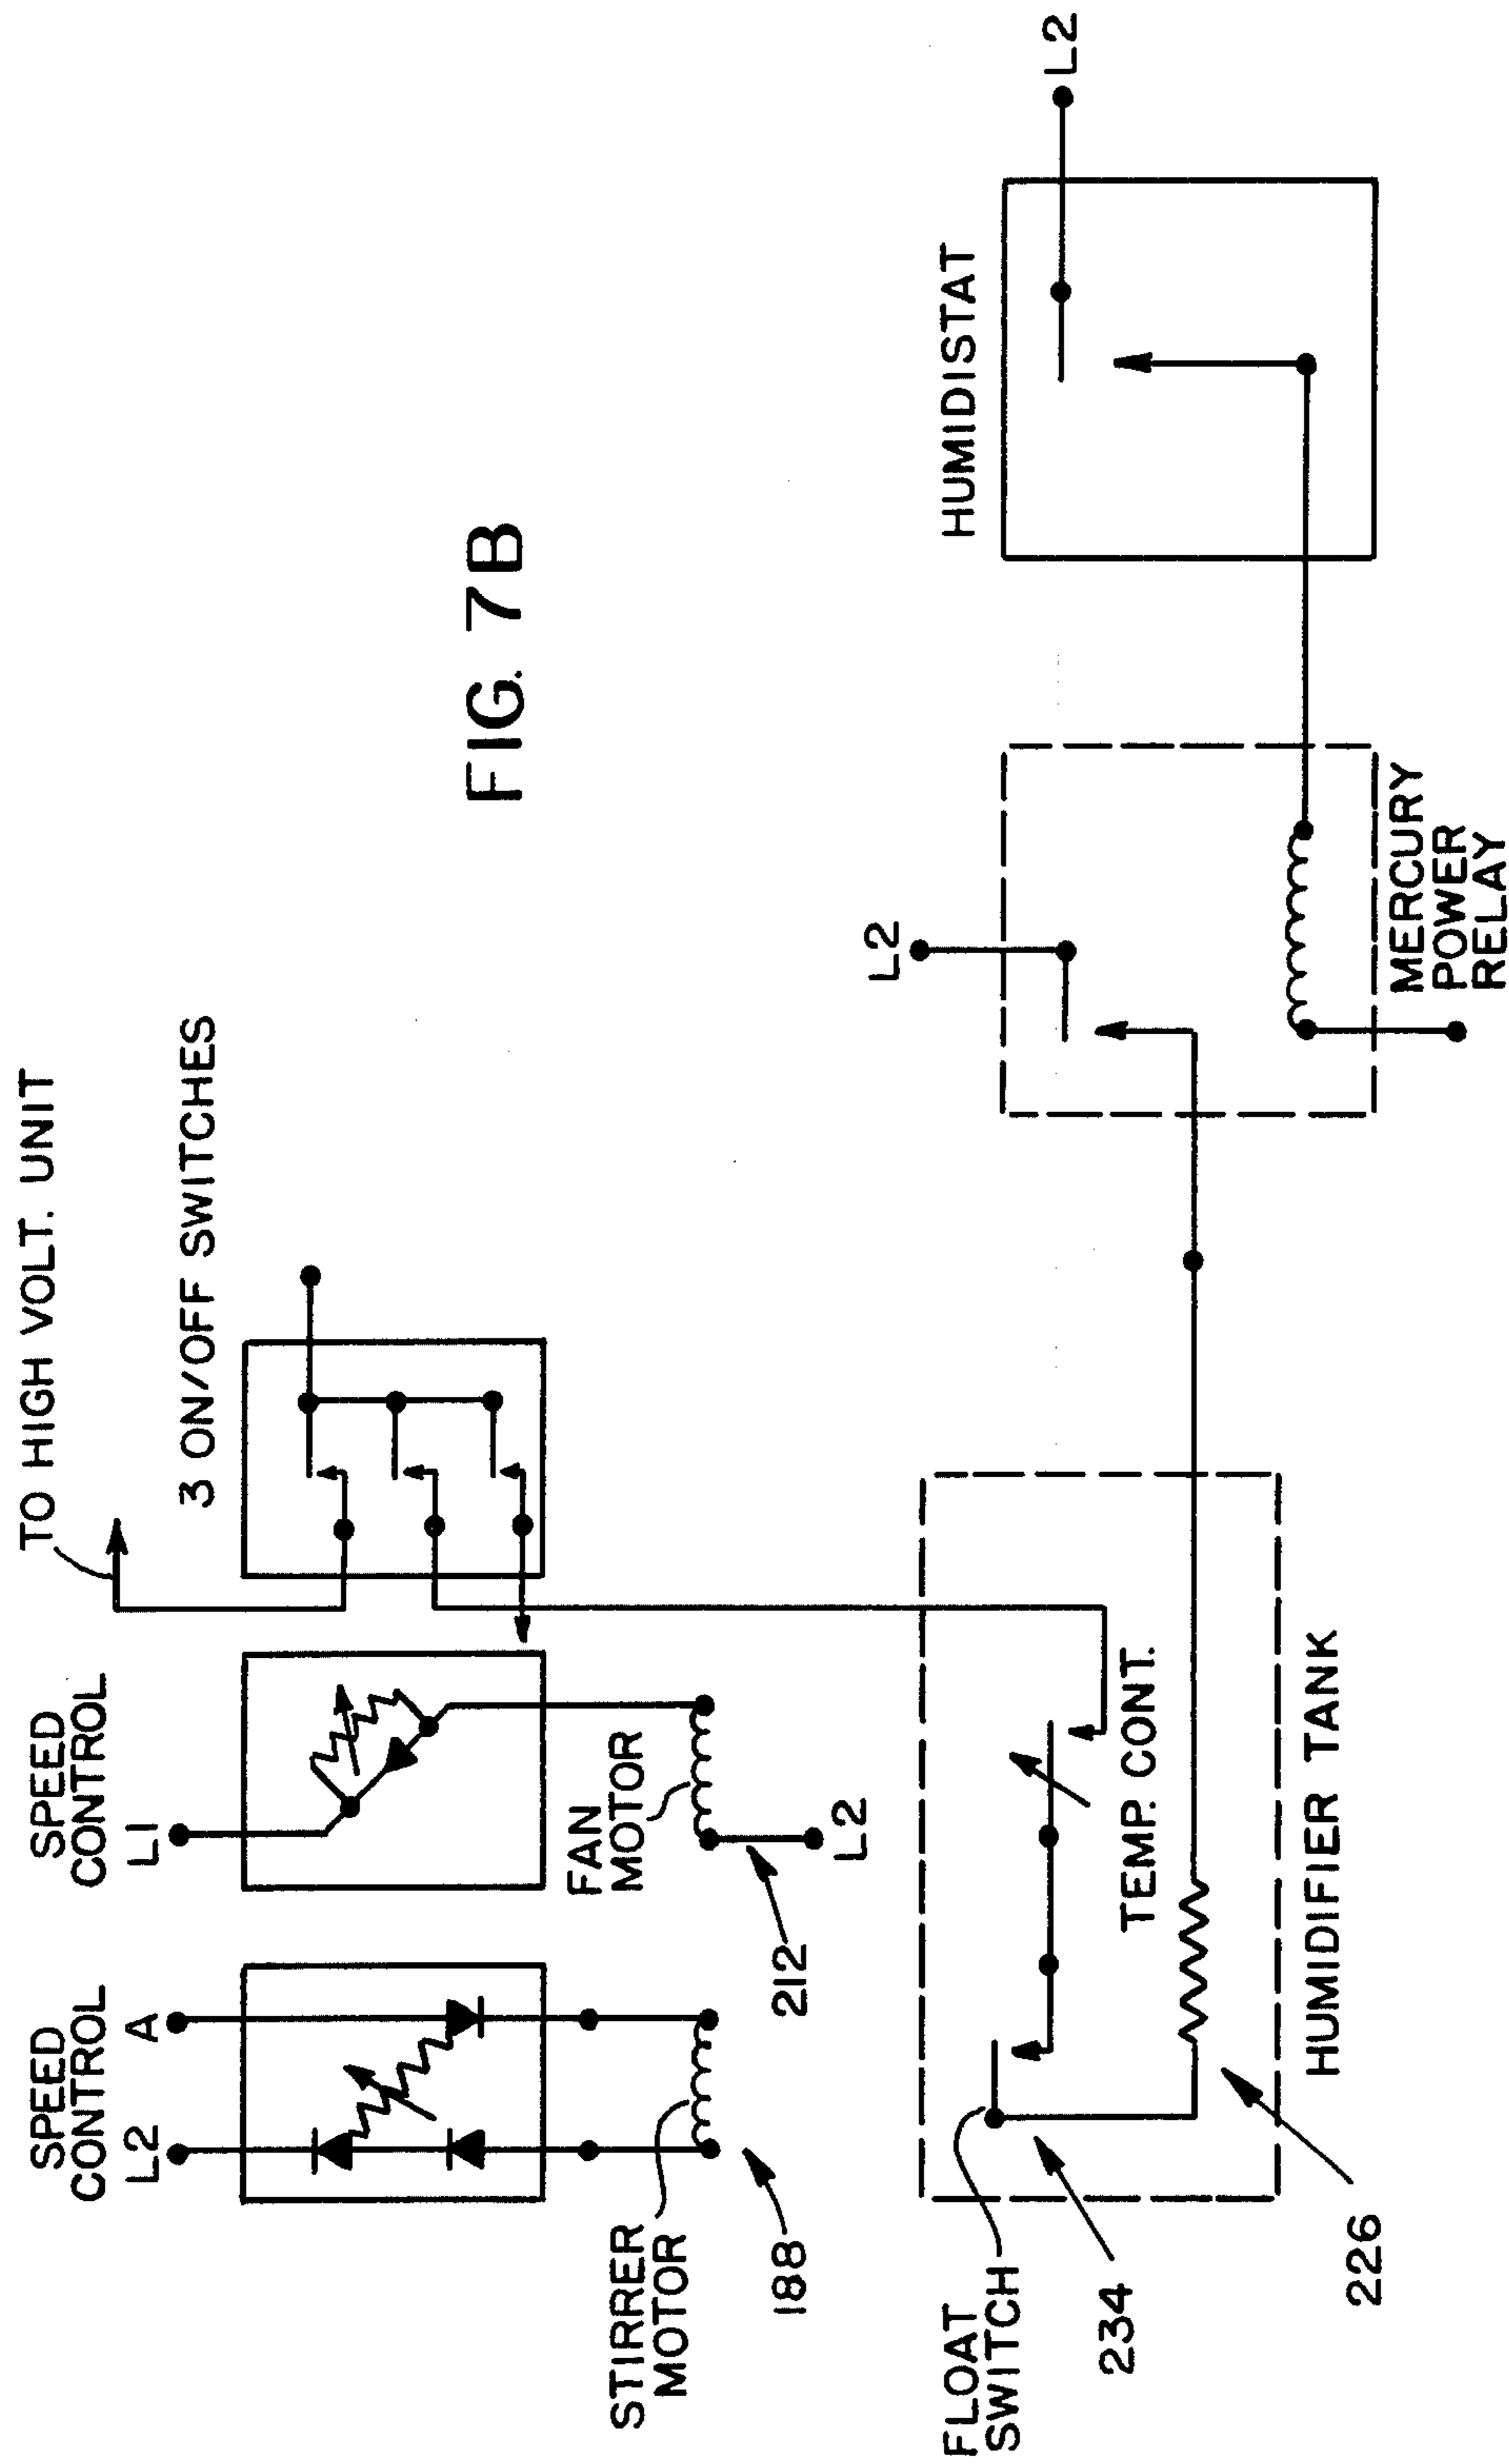 SPEED
CONTROL
L2
A
SPEED
CONTROL
L1
TO HIGH VOLT. UNIT
3 ON/OFF SWITCHES
STIRRER
MOTOR
188
FAN
MOTOR
212
L2
FIG. 7B
FLOAT
SWITCH
234
TEMP. CONT.
HUMIDIFIER TANK
226
L2
MERCURY
POWER
RELAY
HUMIDISTAT
L2